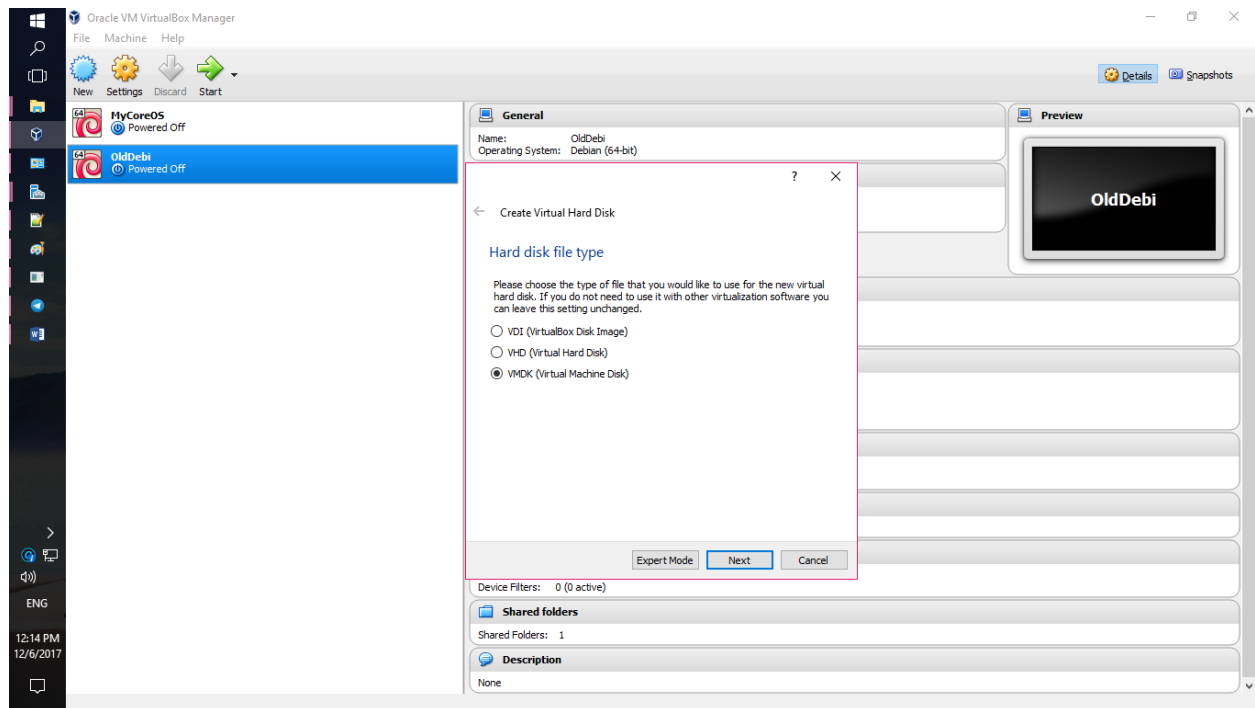 Oracle VM VirtualBox Manager
File Machine Help
New Settings Discard Start
Details Snapshots
64 MyCoreOS
Powered Off
64 OldDebi
Powered Off
General
Name: OldDebi
Operating System: Debian (64-bit)
Preview
OldDebi
?
Create Virtual Hard Disk
Hard disk file type
Please choose the type of file that you would like to use for the new virtual
hard disk. If you do not need to use it with other virtualization software you
can leave this setting unchanged.
VDI (VirtualBox Disk Image)
VHD (Virtual Hard Disk)
VMDK (Virtual Machine Disk)
Expert Mode Next Cancel
Device Filters: 0 (0 active)
Shared folders
Shared Folders: 1
Description
None
ENG
12:14 PM
12/6/2017